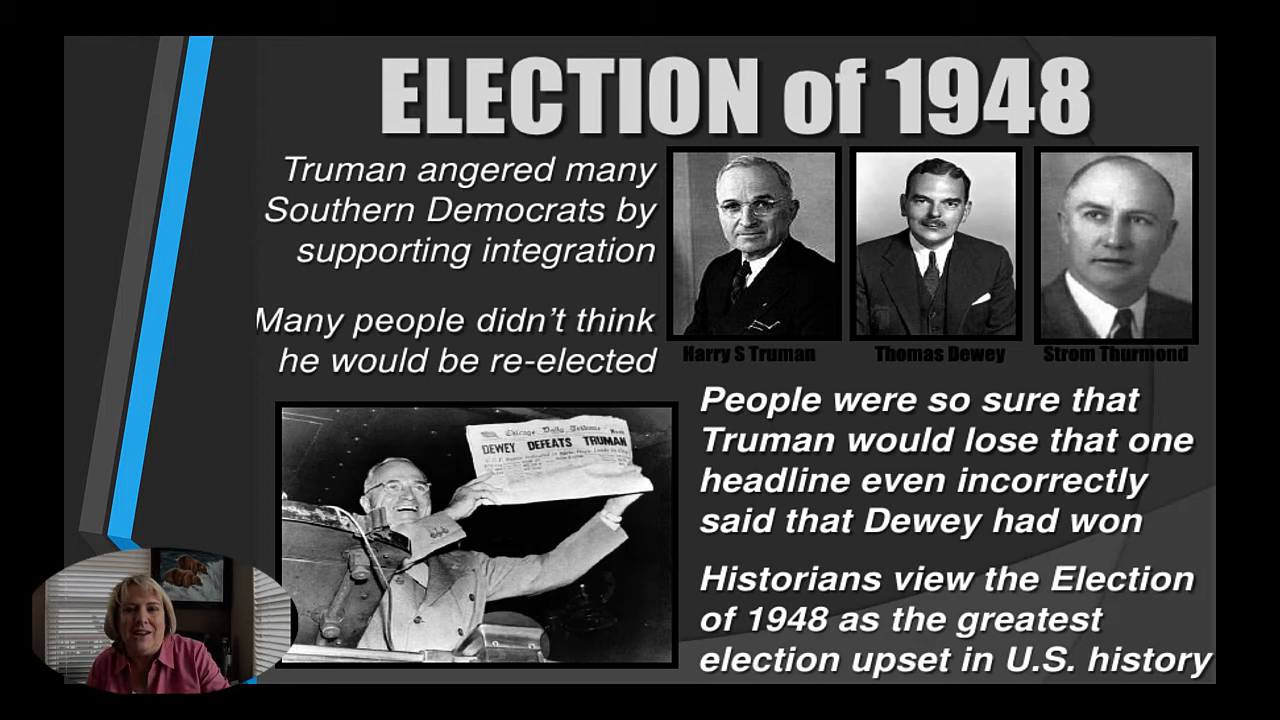 ELECTION of 1948
Truman angered many
Southern Democrats by
supporting integration
Many people didn't think
he would be re-elected
Harry S Truman
Thomas Dewey
Strom Thurmond
Chicago Daily Tribune
DEWEY DEFEATS TRUMAN
People were so sure that
Truman would lose that one
headline even incorrectly
said that Dewey had won
Historians view the Election
of 1948 as the greatest
election upset in U.S. history